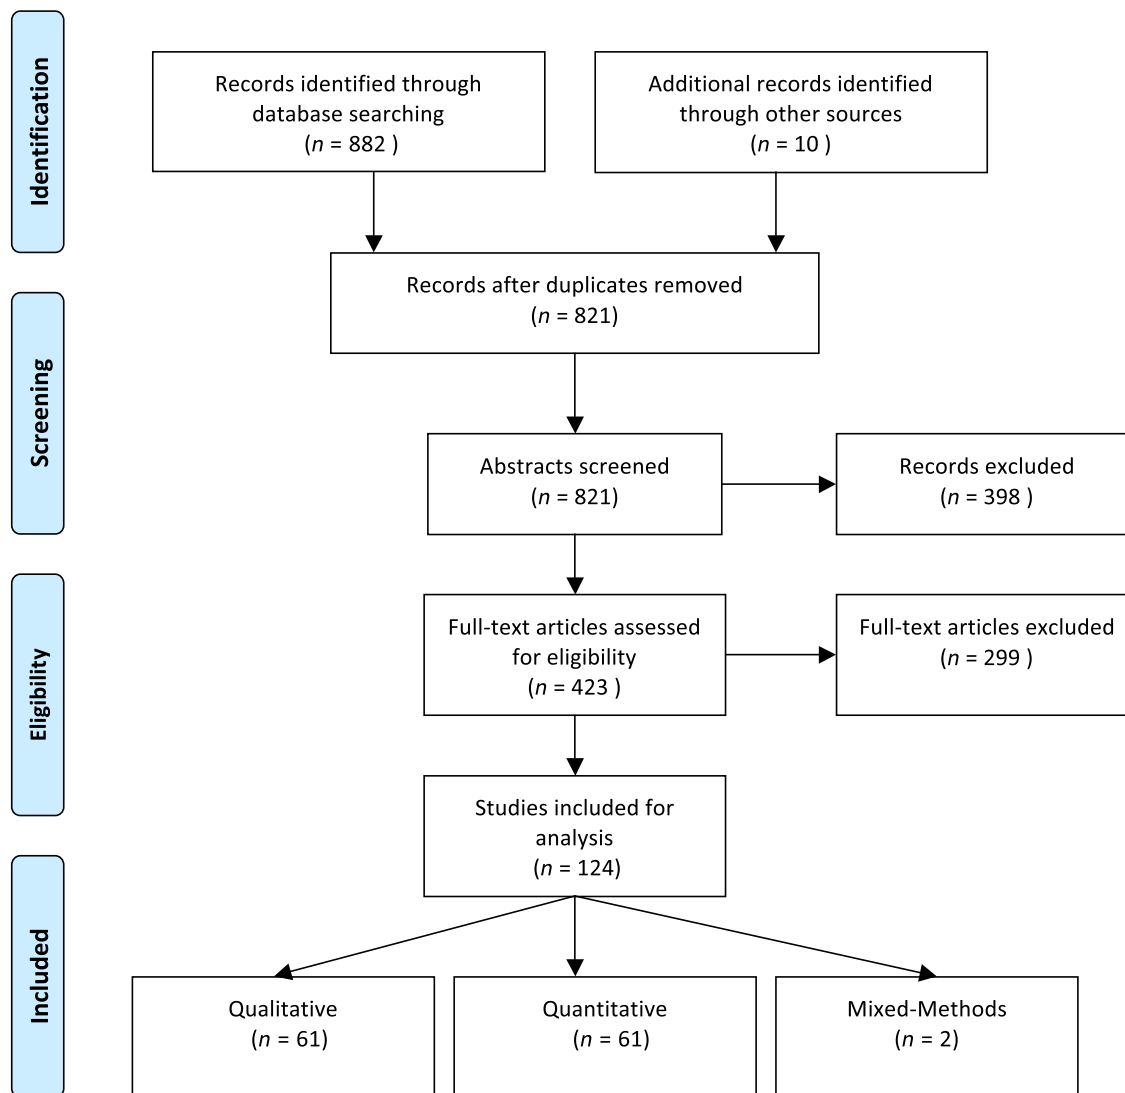 Identification
Records identified through
database searching
(n = 882 )
Additional records identified
through other sources
(n = 10 )
Records after duplicates removed
(n = 821)
Screening
Abstracts screened
(n = 821)
Records excluded
(n = 398 )
Eligibility
Full-text articles assessed
for eligibility
(n = 423 )
Full-text articles excluded
(n = 299 )
Studies included for
analysis
(n = 124)
Included
Qualitative
(n = 61)
Quantitative
(n = 61)
Mixed-Methods
(n = 2)